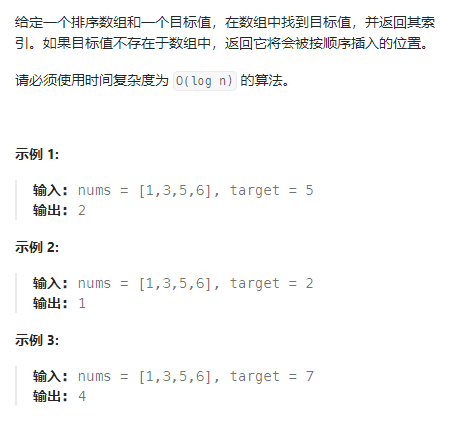 给定一个排序数组和一个目标值，在数组中找到目标值，并返回其索
引。如果目标值不存在于数组中，返回它将会被按顺序插入的位置。
请必须使用时间复杂度为 O(log n) 的算法。
示例 1:
输入: nums = [1,3,5,6], target = 5
输出: 2
示例 2:
输入: nums = [1,3,5,6], target = 2
输出: 1
示例 3:
输入: nums = [1,3,5,6], target = 7
输出: 4